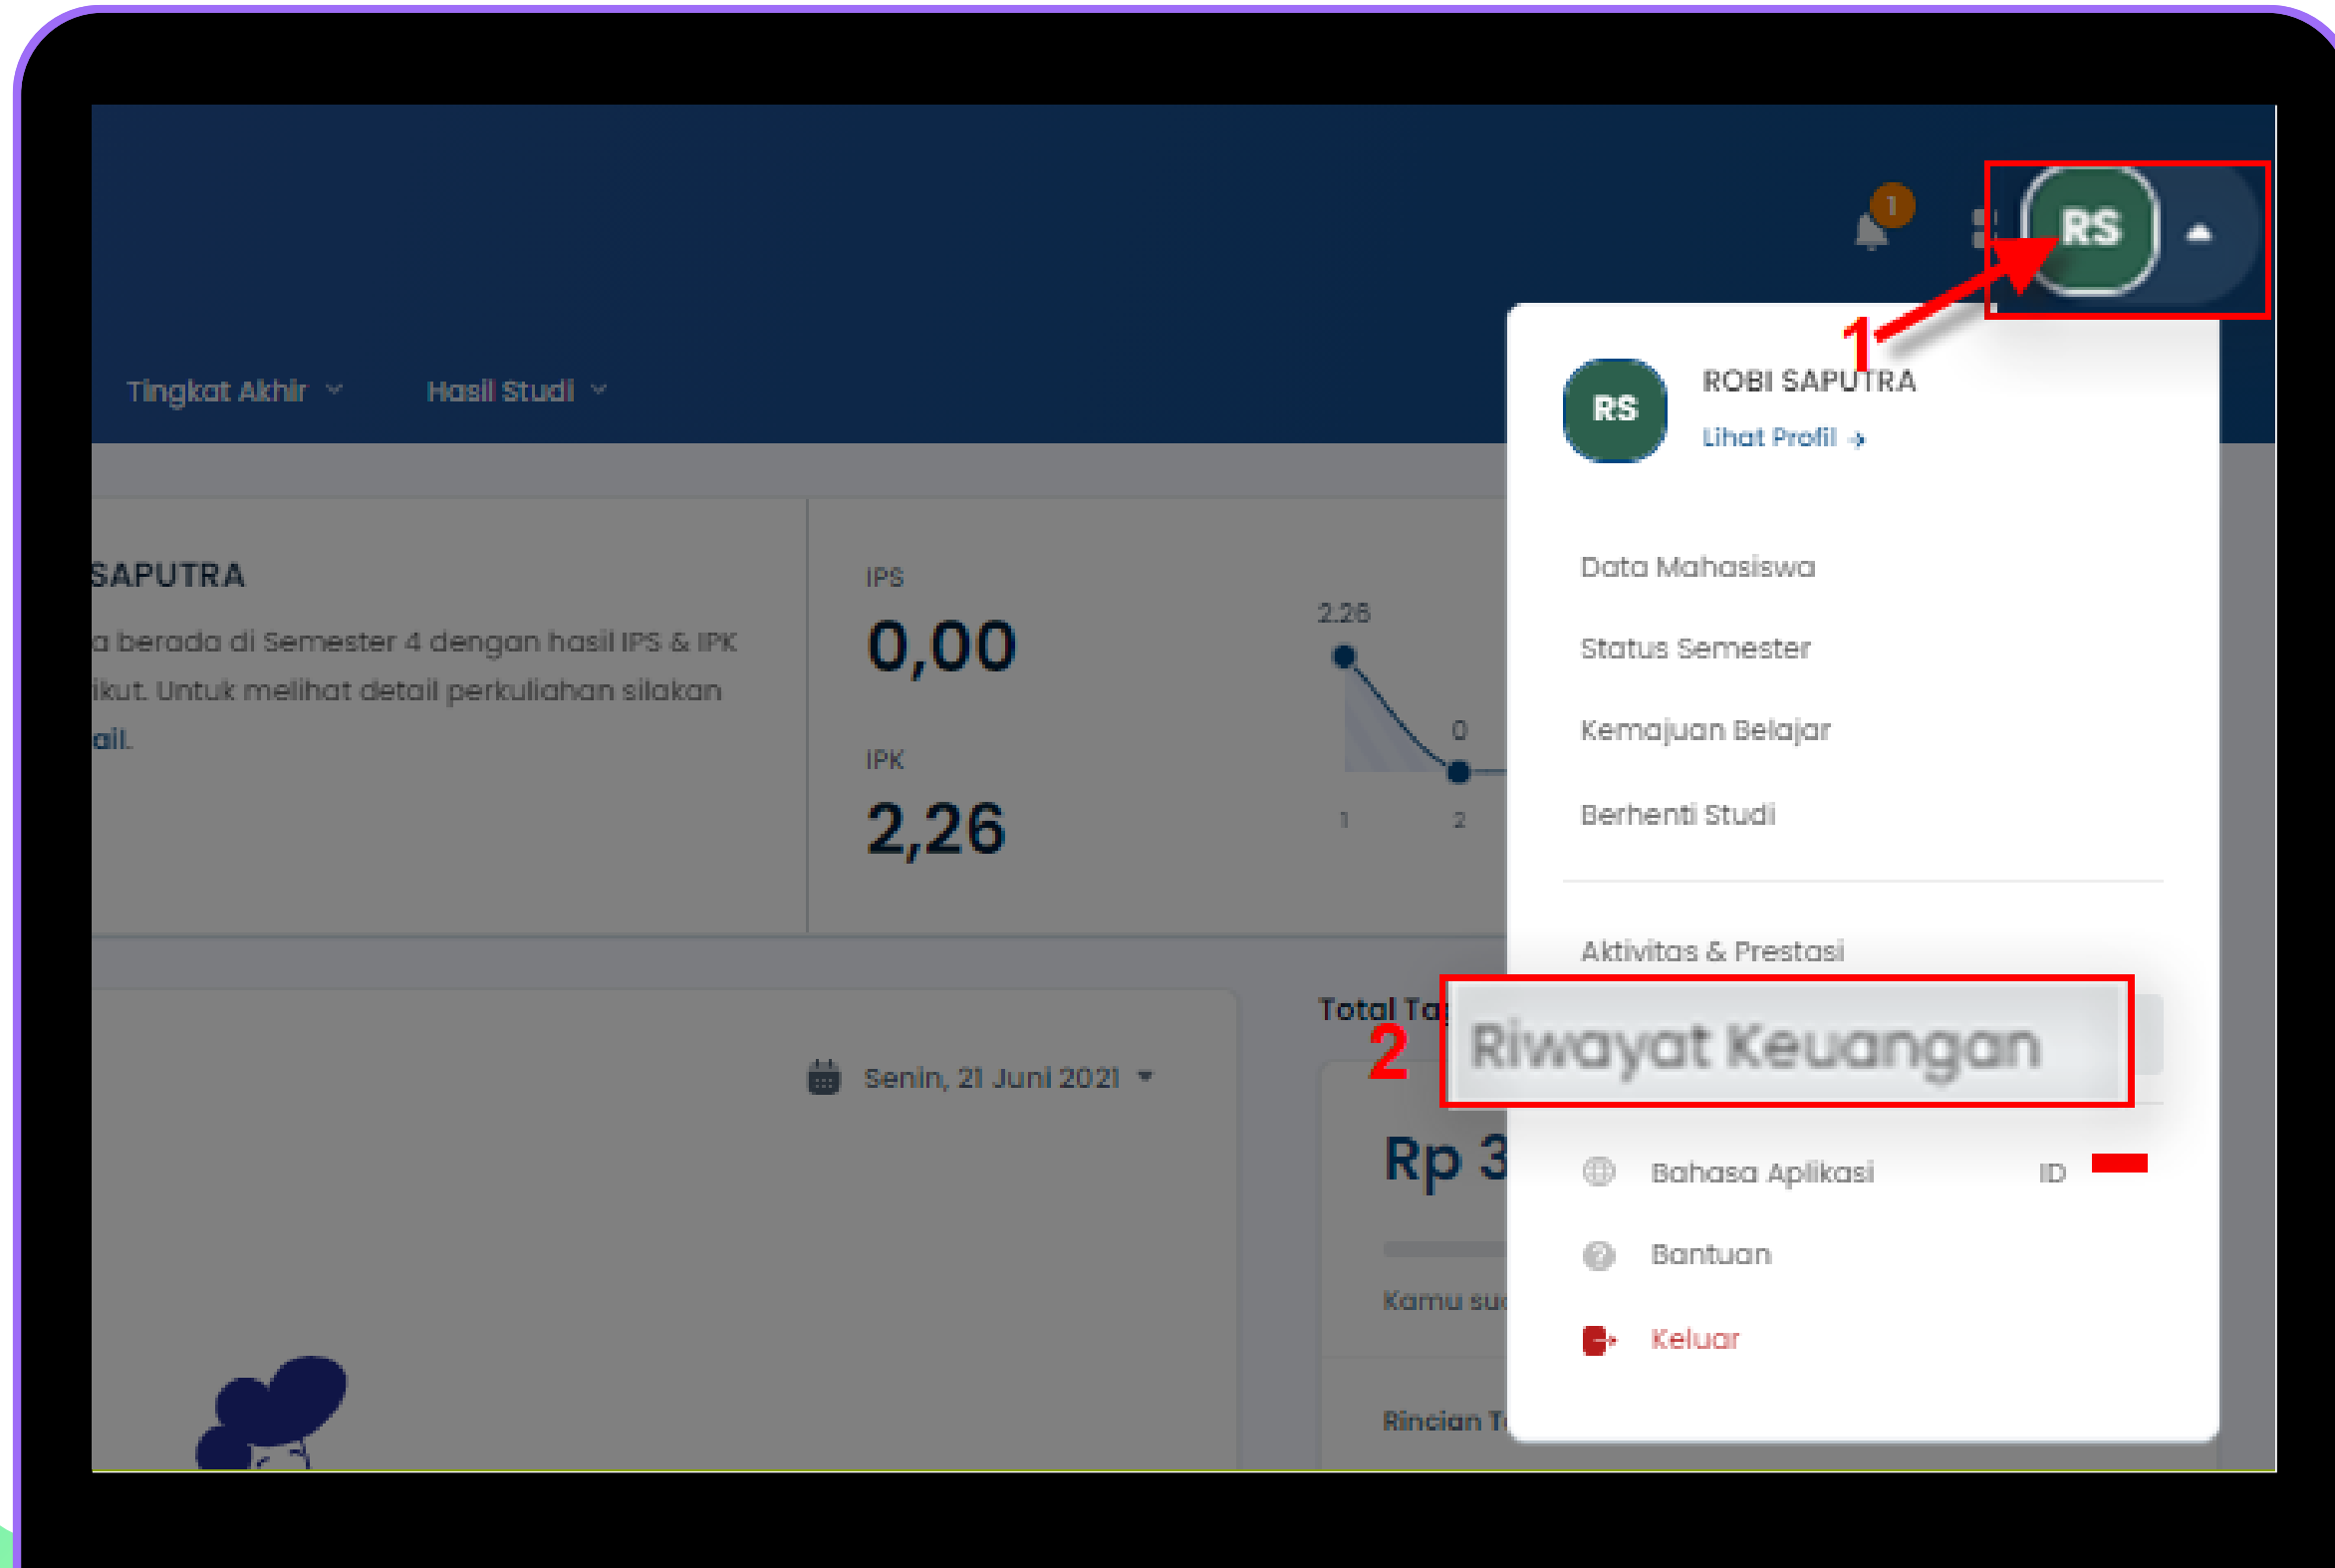 1
RS
1
ROBI SAPUTRA
RS
Lihat Profil
Tingkat Akhir
Hasil Studi
Data Mahasiswa
Status Semester
Kemajuan Belajar
Berhenti Studi
SAPUTRA
a berada di Semester 4 dengan hasil IPS & IPK
ikut. Untuk melihat detail perkuliahan silakan
ail.
IPS
0,00
IPK
2,26
2.26
0
1 2
Aktivitas & Prestasi
2
Riwayat Keuangan
Senin, 21 Juni 2021
Total Ta
Rp 3
Kamu su
Rincian T
Bahasa Aplikasi ID
Bantuan
Keluar